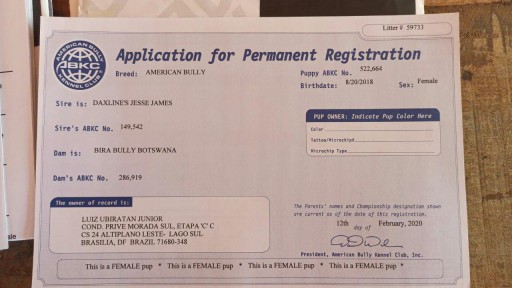 Litter # 59733
AMERICAN BULLY
ABKC
KENNEL CLUB
Application for Permanent Registration
Breed: AMERICAN BULLY
Puppy ABKC No. 522,664
Birthdate: 8/20/2018 Sex: Female
Sire is: DAXLINE'S JESSE JAMES
Sire's ABKC No. 149,542
Dam is: BIRA BULLY BOTSWANA
Dam's ABKC No. 286,919
PUP OWNER: Indicate Pup Color Here
Color
Tattoo/Microchipd
Microchip Type
The owner of record is:
LUIZ UBIRATAN JUNIOR
COND. PRIVE MORADA SUL, ETAPA 'C' C
CS 24 ALTIPLANO LESTE- LAGO SUL
BRASILIA, DF BRAZIL 71680-348
The Parents' names and Championship designation shown
are current as of the date of this registration.
12th day of February, 2020
President, American Bully Kennel Club, Inc.
This is a FEMALE pup * This is a FEMALE pup * This is a FEMALE pup * This is a FEMALE pup